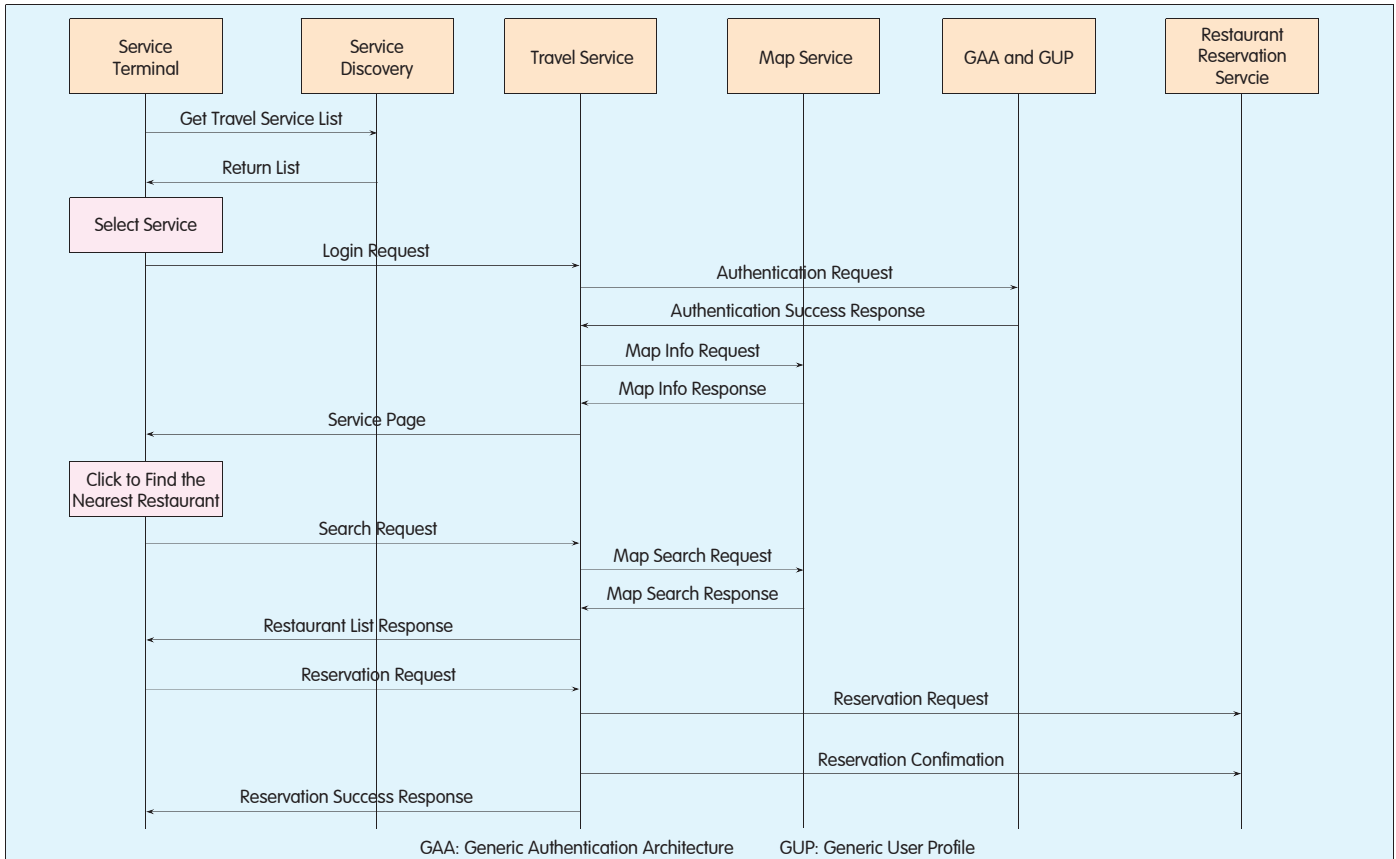 Service
Terminal
Service
Discovery
Travel Service
Map Service
GAA and GUP
Restaurant
Reservation
Servcie
Get Travel Service List
Return List
Select Service
Login Request
Authentication Request
Authentication Success Response
Map Info Request
Map Info Response
Service Page
Click to Find the
Nearest Restaurant
Search Request
Map Search Request
Map Search Response
Restaurant List Response
Reservation Request
Reservation Request
Reservation Confimation
Reservation Success Response
GAA: Generic Authentication Architecture GUP: Generic User Profile